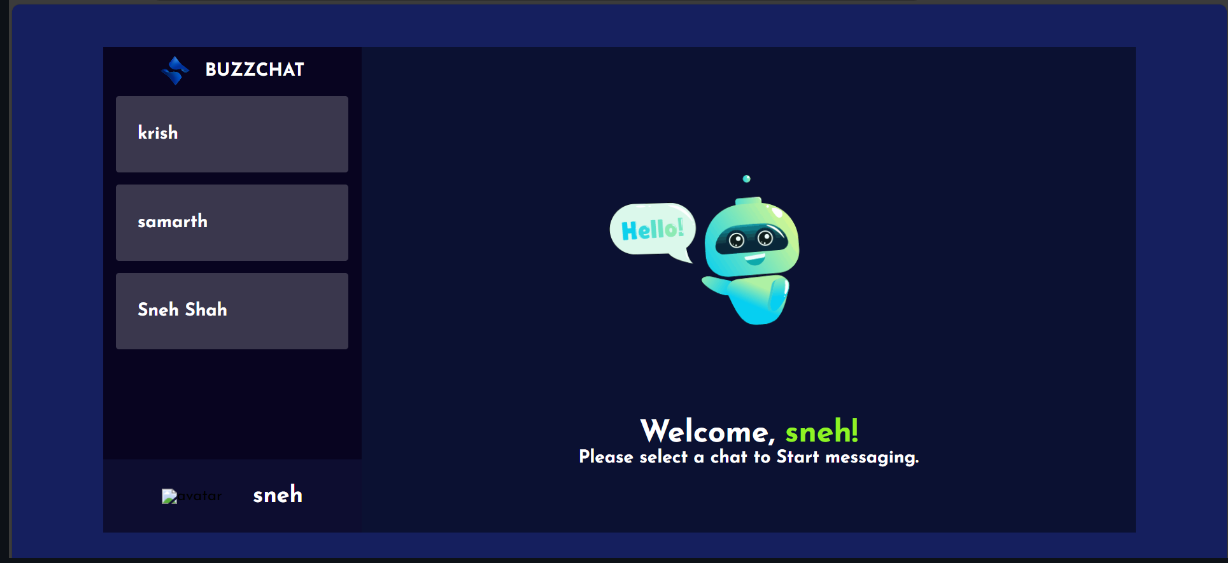 BUZZCHAT
krish
samarth
Sneh Shah
avatar
sneh
Hello!
Welcome, sneh!
Please select a chat to Start messaging.